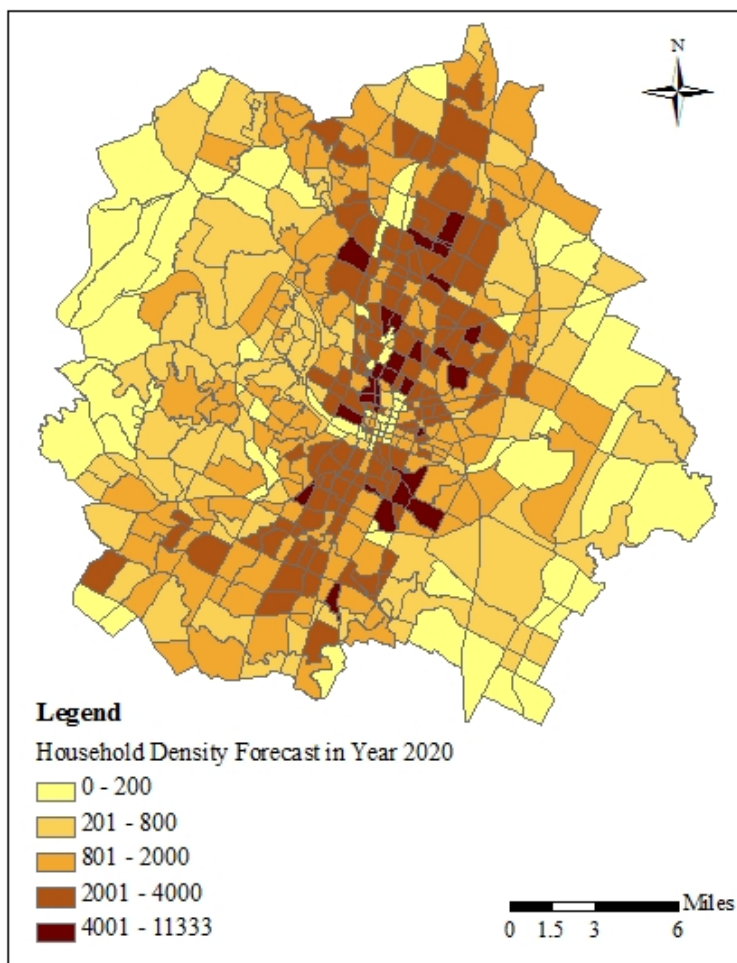 N
Legend
Household Density Forecast in Year 2020
0 - 200
201 - 800
801 - 2000
2001 - 4000
4001 - 11333
Miles
0 1.5 3 6